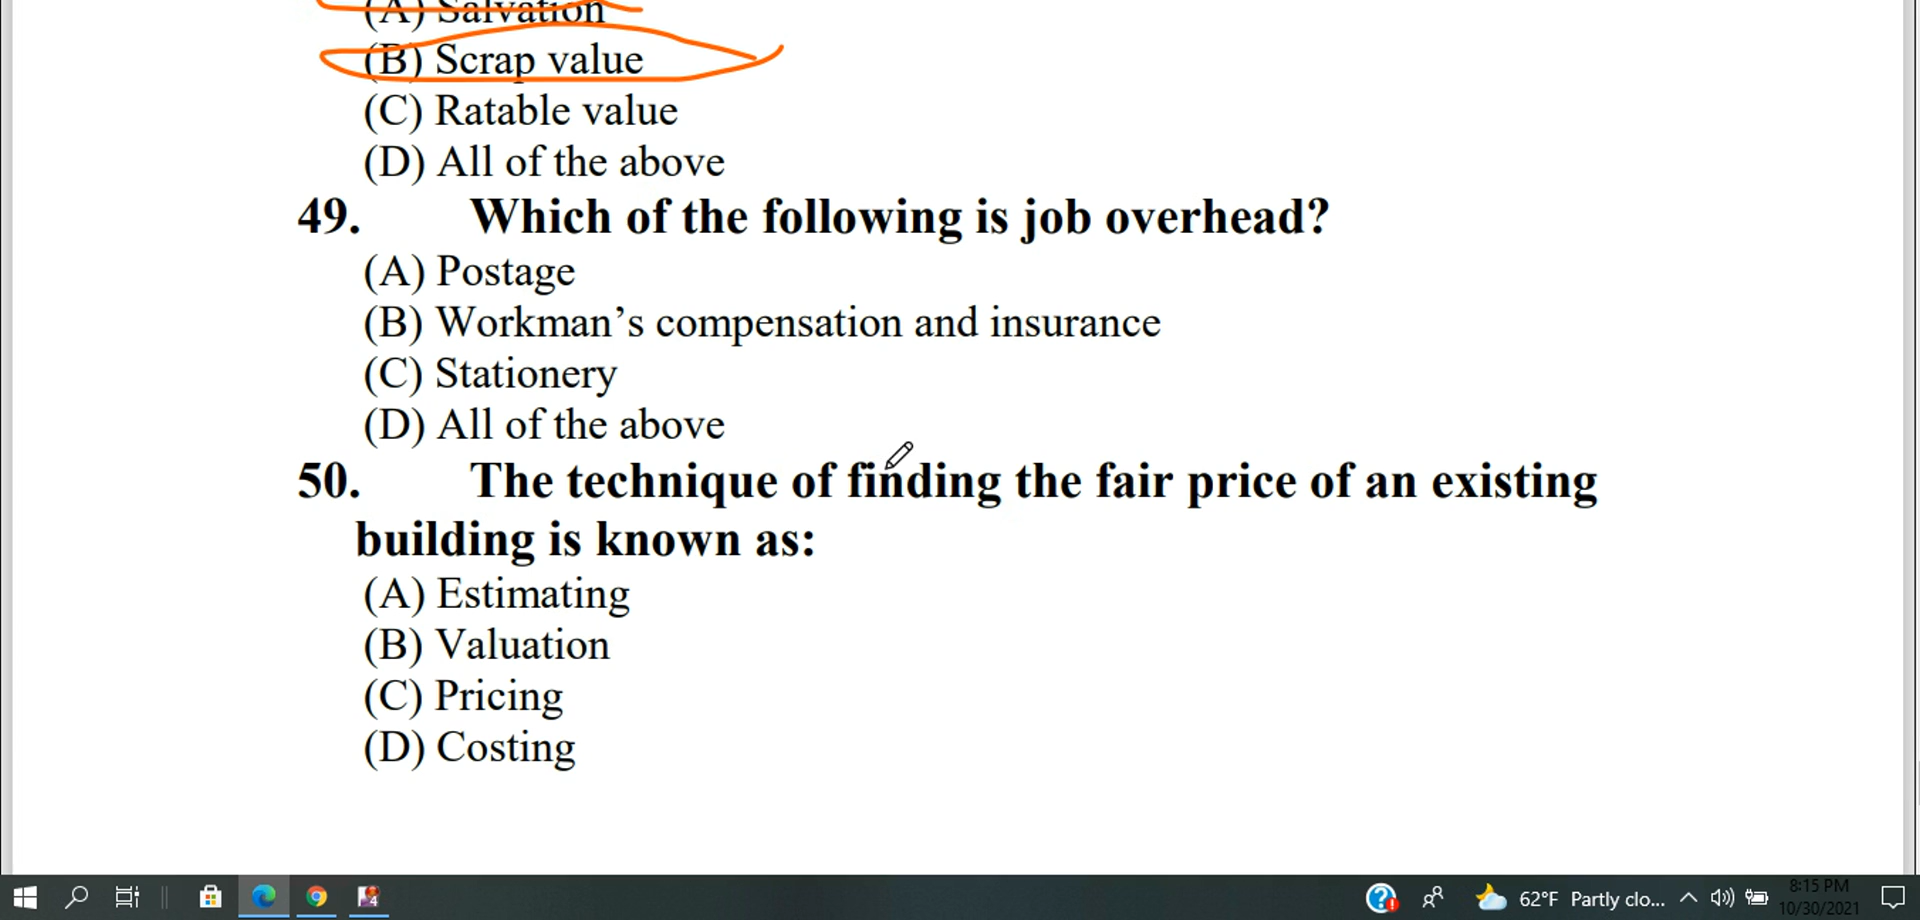 (A) Salvation
(B) Scrap value
(C) Ratable value
(D) All of the above
49. Which of the following is job overhead?
(A) Postage
(B) Workman’s compensation and insurance
(C) Stationery
(D) All of the above
50. The technique of finding the fair price of an existing
building is known as:
(A) Estimating
(B) Valuation
(C) Pricing
(D) Costing
62°F Partly clo...
8:15 PM
10/30/2021